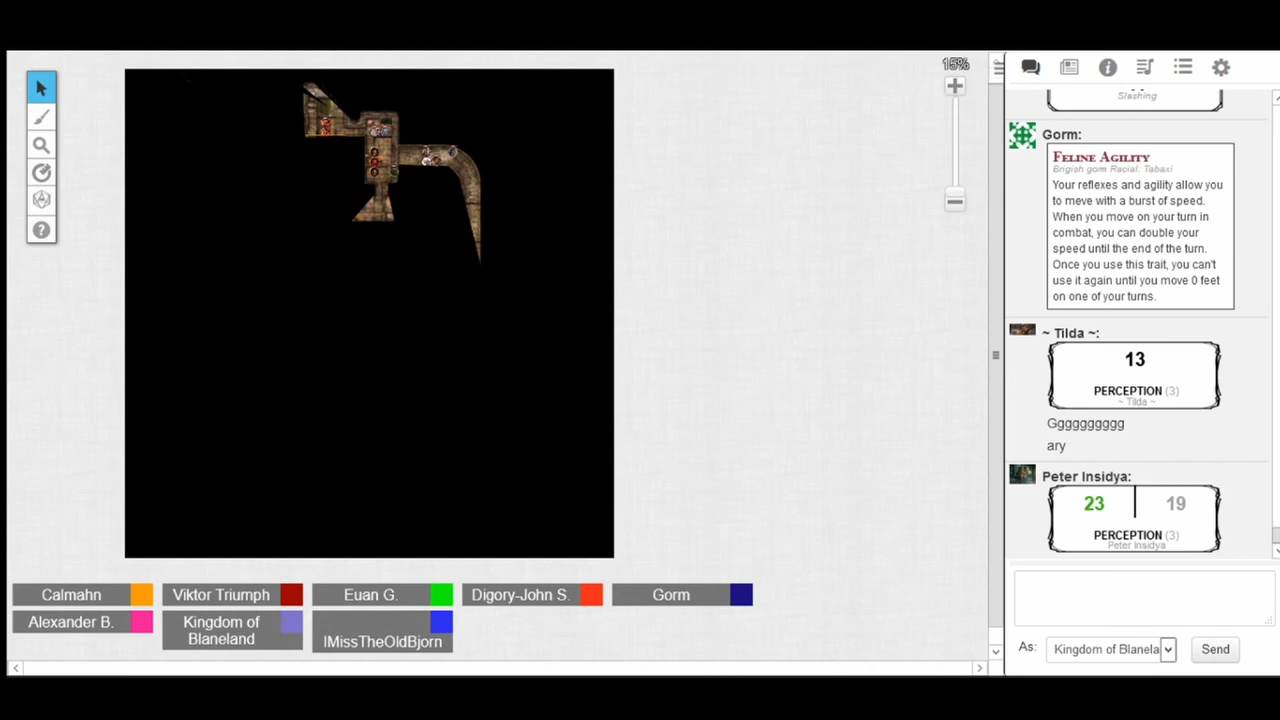 15%
Slashing
Gorm:
FELINE AGILITY
Brigish gorm Racial: Tabaxi
Your reflexes and agility allow you
to move with a burst of speed.
When you move on your turn in
combat, you can double your
speed until the end of the turn.
Once you use this trait, you can't
use it again until you move 0 feet
on one of your turns.
~ Tilda ~:
13
PERCEPTION (3)
~ Tilda ~
Gggggggggg
ary
Peter Insidya:
23 19
PERCEPTION (3)
Peter Insidya
Calmahn Viktor Triumph Euan G. Digory-John S. Gorm
Alexander B. Kingdom of
Blaneland IMissTheOldBjorn
As: Kingdom of Blanela Send